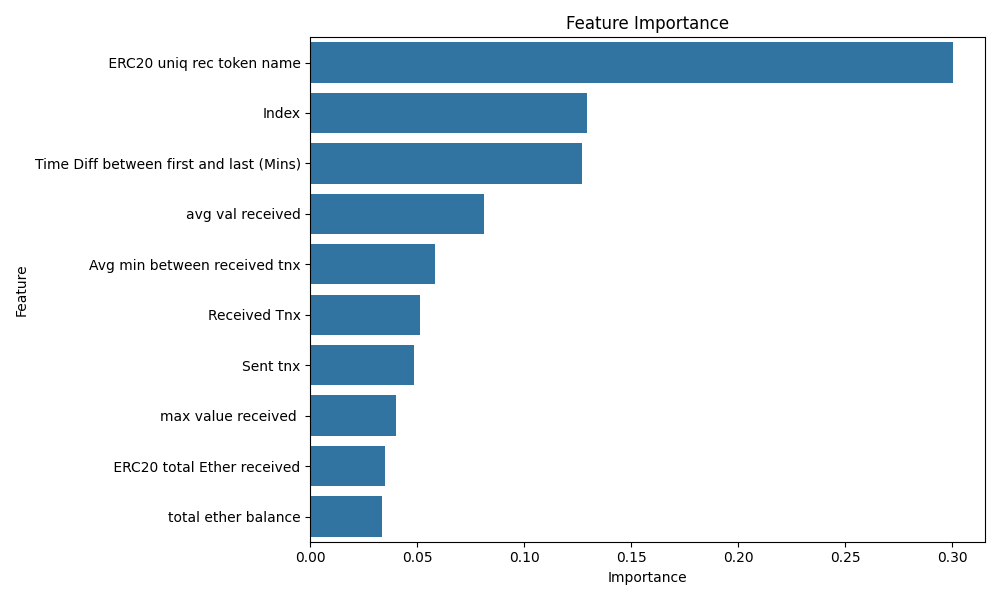 Feature Importance
ERC20 uniq rec token name
Index
Time Diff between first and last (Mins)
avg val received
Avg min between received tnx
Received Tnx
Sent tnx
max value received
ERC20 total Ether received
total ether balance
Feature
0.00 0.05 0.10 0.15 0.20 0.25 0.30
Importance